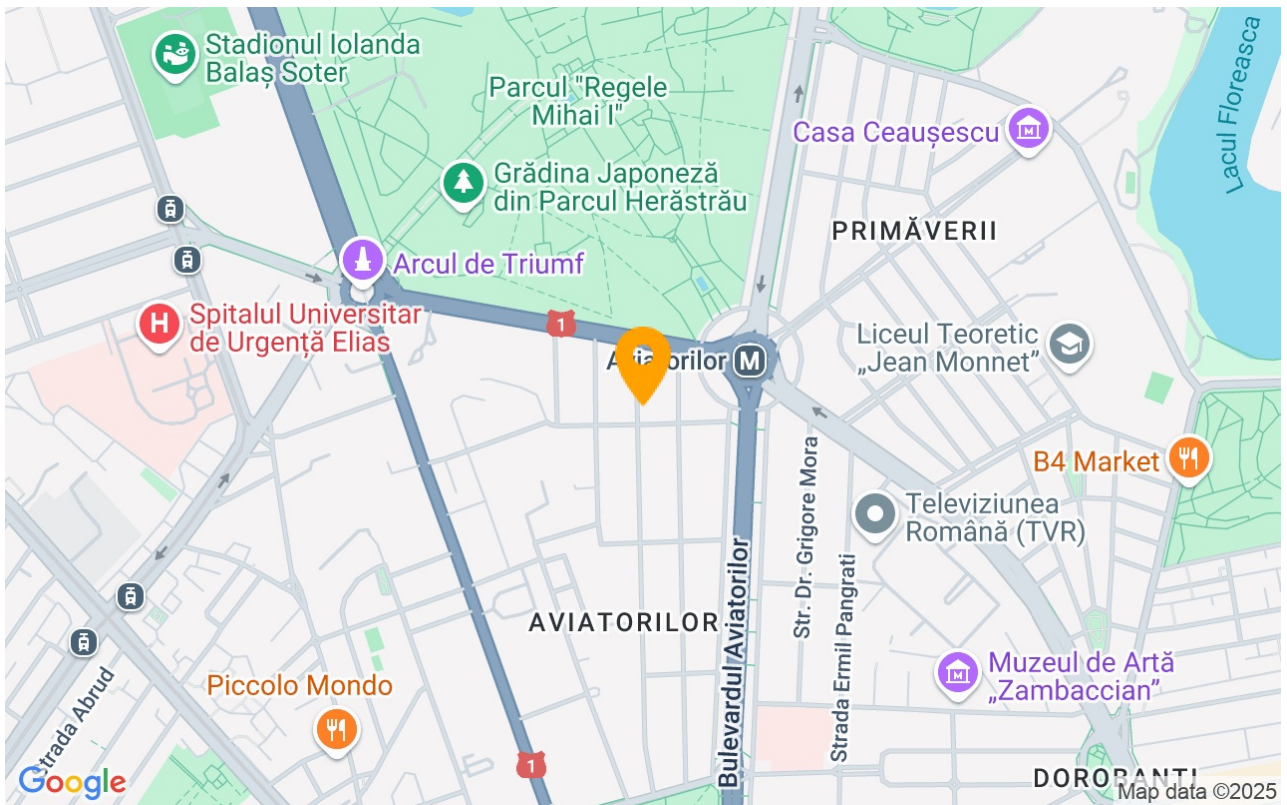 Stadionul Iolanda
Balaș Soter
Parcul "Regele
Mihai I"
Lacul Floreasca
Casa Ceaușescu
Grădina Japoneză
din Parcul Herăstrău
PRIMĂVERII
Arcul de Triumf
H
Spitalul Universitar
de Urgență Elias
1
Aviatorilor
M
Liceul Teoretic
„Jean Monnet”
B4 Market
Str. Dr. Grigore Mora
Televiziunea
Română (TVR)
Bulevardul Aviatorilor
Strada Ermil Pangrati
AVIATORILOR
Muzeul de Artă
„Zambaccian”
Piccolo Mondo
Strada Abrud
1
DOROBANȚI
Google
Map data ©2025